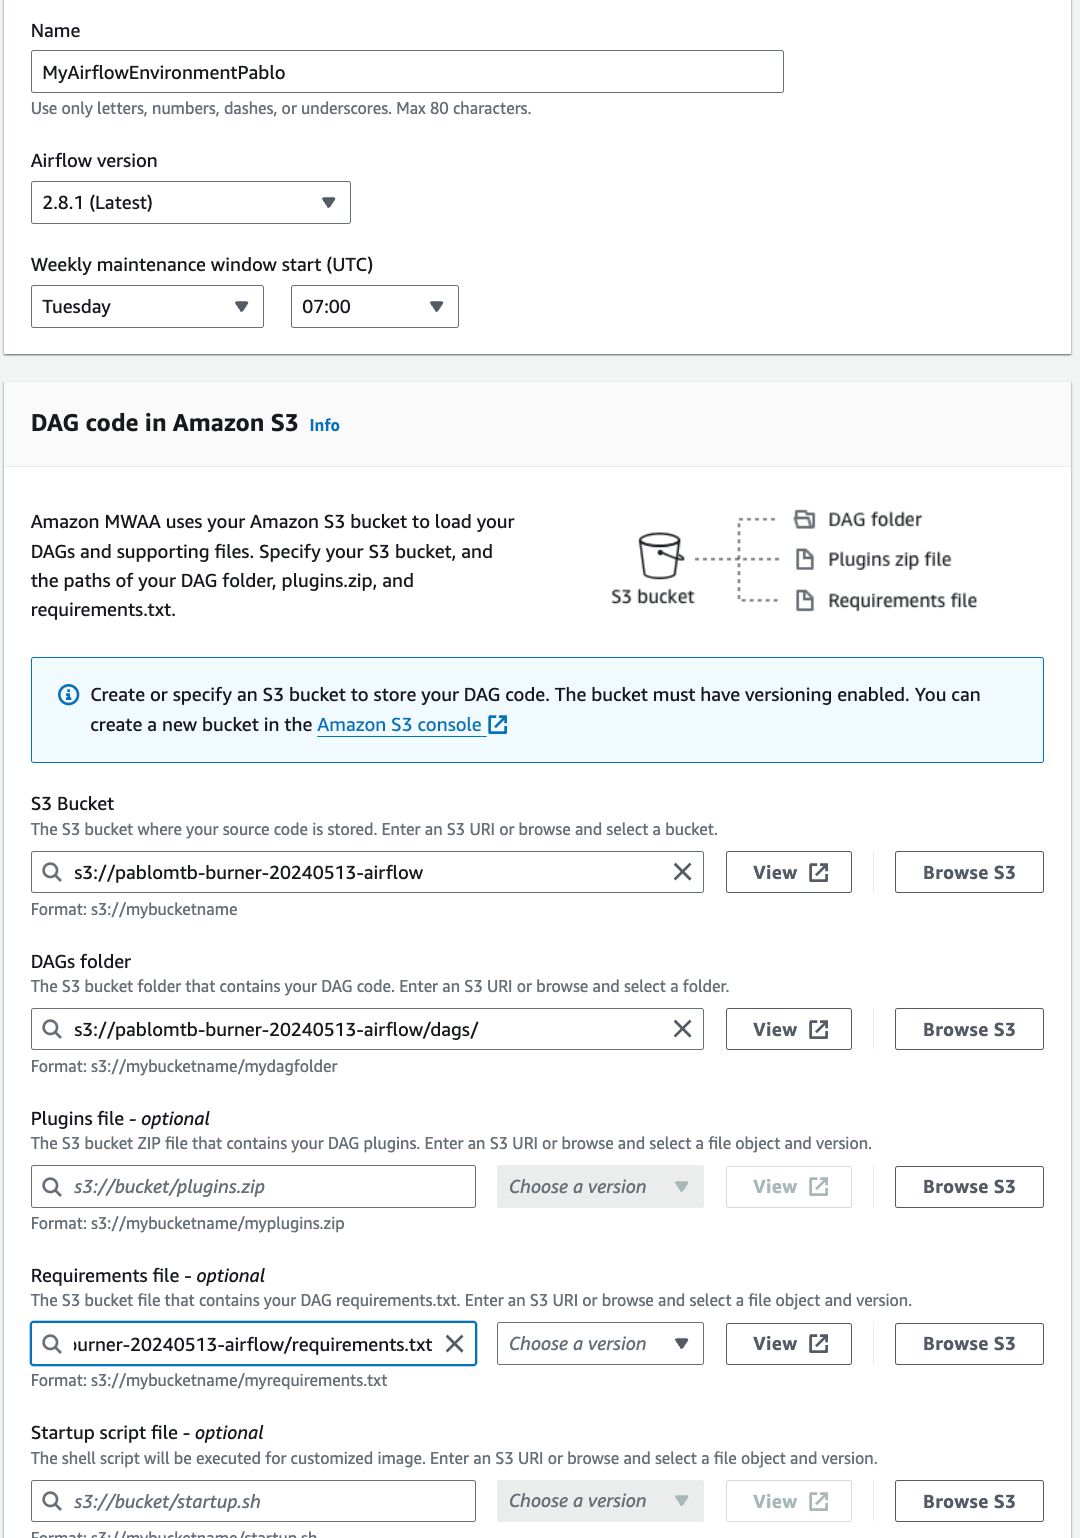 Name
MyAirflowEnvironmentPablo
Use only letters, numbers, dashes, or underscores. Max 80 characters.
Airflow version
2.8.1 (Latest)
Weekly maintenance window start (UTC)
Tuesday 07:00
DAG code in Amazon S3 Info
Amazon MWAA uses your Amazon S3 bucket to load your
DAGs and supporting files. Specify your S3 bucket, and
the paths of your DAG folder, plugins.zip, and
requirements.txt.
S3 bucket
DAG folder
Plugins zip file
Requirements file
Create or specify an S3 bucket to store your DAG code. The bucket must have versioning enabled. You can
create a new bucket in the Amazon S3 console
S3 Bucket
The S3 bucket where your source code is stored. Enter an S3 URI or browse and select a bucket.
s3://pablomtb-burner-20240513-airflow View Browse S3
Format: s3://mybucketname
DAGs folder
The S3 bucket folder that contains your DAG code. Enter an S3 URI or browse and select a folder.
s3://pablomtb-burner-20240513-airflow/dags/ View Browse S3
Format: s3://mybucketname/mydagfolder
Plugins file - optional
The S3 bucket ZIP file that contains your DAG plugins. Enter an S3 URI or browse and select a file object and version.
s3://bucket/plugins.zip Choose a version View Browse S3
Format: s3://mybucketname/myplugins.zip
Requirements file - optional
The S3 bucket file that contains your DAG requirements.txt. Enter an S3 URI or browse and select a file object and version.
urner-20240513-airflow/requirements.txt Choose a version View Browse S3
Format: s3://mybucketname/myrequirements.txt
Startup script file - optional
The shell script will be executed for customized image. Enter an S3 URI or browse and select a file object and version.
s3://bucket/startup.sh Choose a version View Browse S3
Format: s3://mybucketname/startup.sh